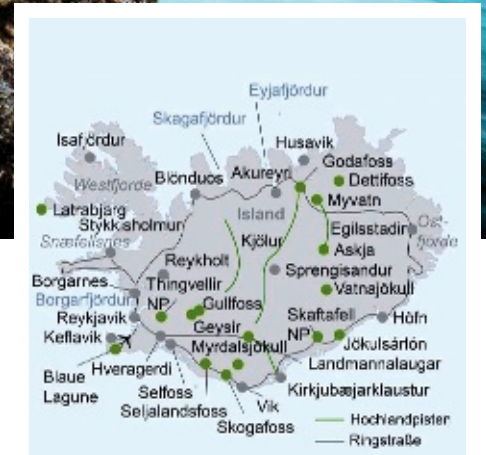 Eyjafjördur
Skagafjördur
Isafjördur
Husavik
Godafoss
Westfjorde
Blönduos
Akureyri
Dettifoss
Myvatn
Latrabjarg
Island
Stykkisholmur
Egilsstadir
Ost-
fjorde
Snæfellsnes
Kjölur
Askja
Reykholt
Sprengisandur
Borgarnes
Thingvellir
Vatnajökull
Borgarfjördur
NP
Gullfoss
Reykjavik
Geysir
Skaftafell
Höfn
Keflavik
Myrdalsjökull
NP
Jökulsárlón
Blaue
Lagune
Hveragerdi
Landmannalaugar
Selfoss
Kirkjubæjarklaustur
Seljalandsfoss
Vik
Skogafoss
Hochlandpisten
Ringstraße